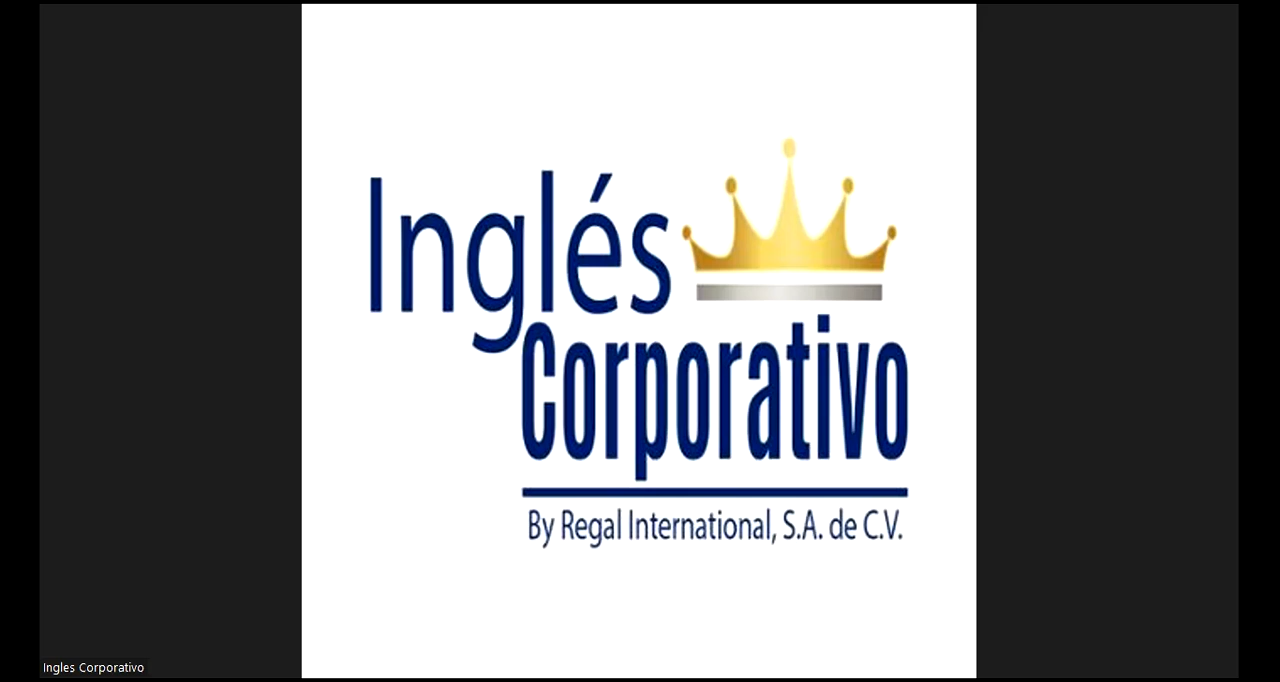 Inglés
Corporativo
By Regal International, S.A. de C.V.
Ingles Corporativo